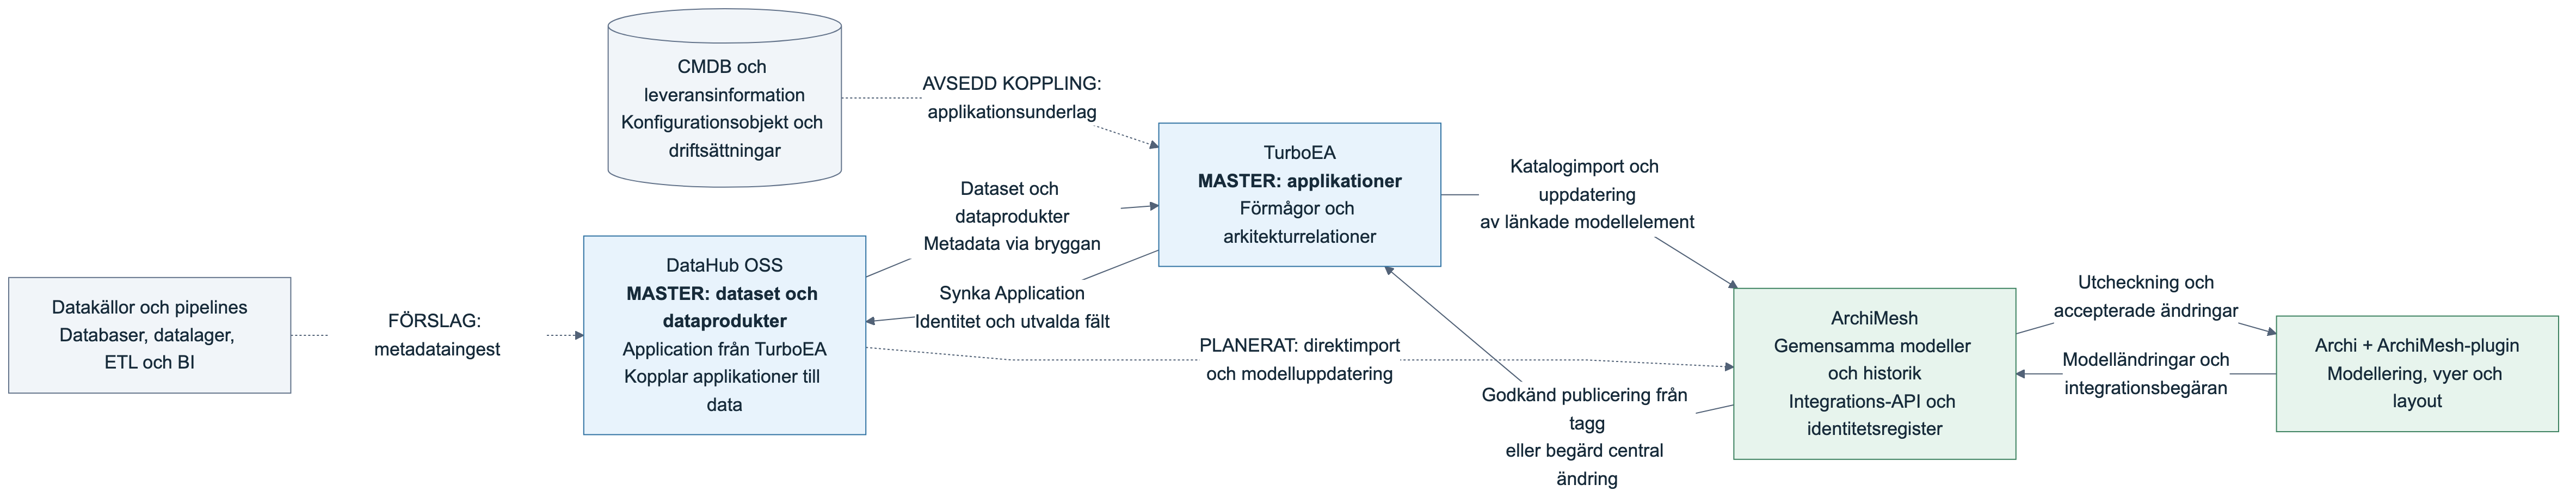 CMDB och
leveransinformation
Konfigurationsobjekt och
driftsättningar
AVSEDD KOPPLING:
applikationsunderlag
TurboEA
MASTER: applikationer
Förmågor och
arkitekturrelationer
Katalogimport och
uppdatering
av länkade modellelement
Dataset och
dataprodukter
Metadata via bryggan
Datakällor och pipelines
Databaser, datalager,
ETL och BI
FÖRSLAG:
metadataingest
DataHub OSS
MASTER: dataset och
dataprodukter
Application från TurboEA
Kopplar applikationer till
data
Synka Application
Identitet och utvalda fält
PLANERAT: direktimport
och modelluppdatering
Godkänd publicering från
tagg
eller begärd central
ändring
ArchiMesh
Gemensamma modeller
och historik
Integrations-API och
identitetsregister
Utcheckning och
accepterade ändringar
Modelländringar och
integrationsbegäran
Archi + ArchiMesh-plugin
Modellering, vyer och
layout